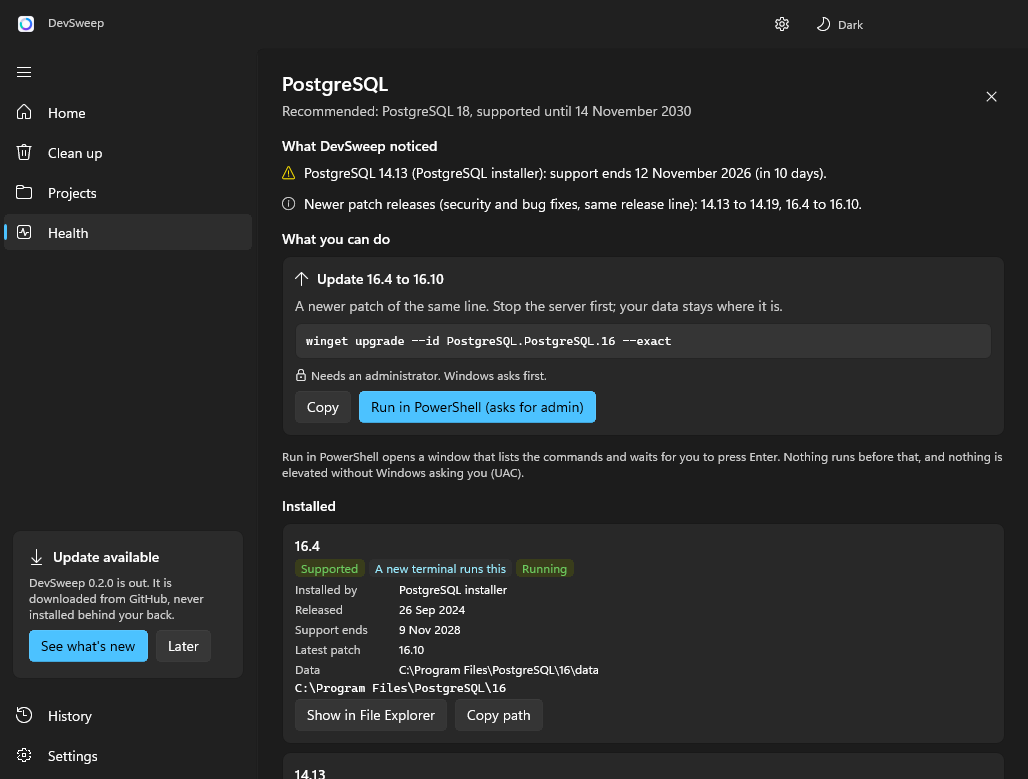 DevSweep
Dark
Home
Clean up
Projects
Health
Update available
DevSweep 0.2.0 is out. It is
downloaded from GitHub, never
installed behind your back.
See what's new
Later
History
Settings
PostgreSQL
Recommended: PostgreSQL 18, supported until 14 November 2030
What DevSweep noticed
PostgreSQL 14.13 (PostgreSQL installer): support ends 12 November 2026 (in 10 days).
Newer patch releases (security and bug fixes, same release line): 14.13 to 14.19, 16.4 to 16.10.
What you can do
Update 16.4 to 16.10
A newer patch of the same line. Stop the server first; your data stays where it is.
winget upgrade --id PostgreSQL.PostgreSQL.16 --exact
Needs an administrator. Windows asks first.
Copy
Run in PowerShell (asks for admin)
Run in PowerShell opens a window that lists the commands and waits for you to press Enter. Nothing runs before that, and nothing is
elevated without Windows asking you (UAC).
Installed
16.4
Supported A new terminal runs this Running
Installed by PostgreSQL installer
Released 26 Sep 2024
Support ends 9 Nov 2028
Latest patch 16.10
Data C:\Program Files\PostgreSQL\16\data
C:\Program Files\PostgreSQL\16
Show in File Explorer
Copy path
14.13